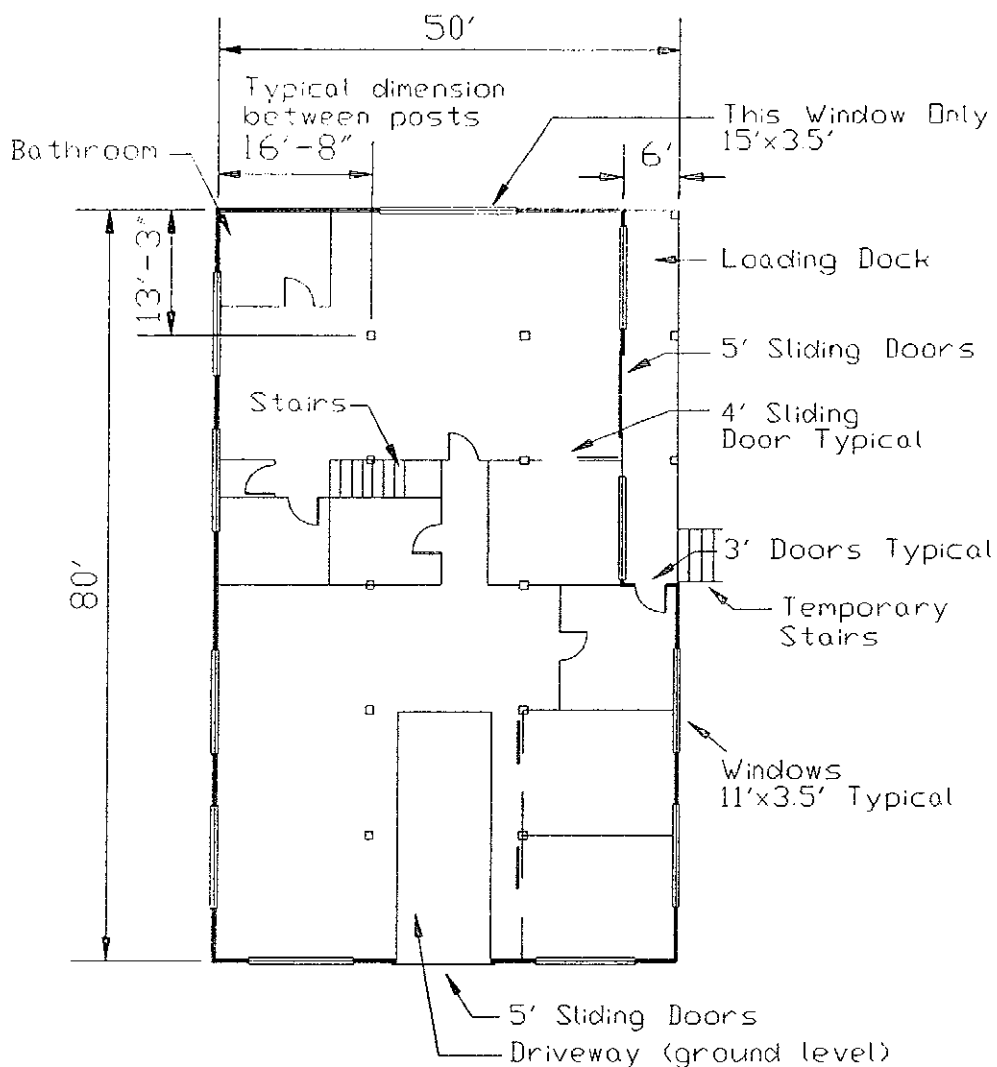 50'
Typical dimension
between posts
16'-8"
This Window Only
15'x3.5'
6'
Bathroom
13'-3"
Loading Dock
5' Sliding Doors
Stairs
4' Sliding
Door Typical
80'
3' Doors Typical
Temporary
Stairs
Windows
11'x3.5' Typical
5' Sliding Doors
Driveway (ground level)